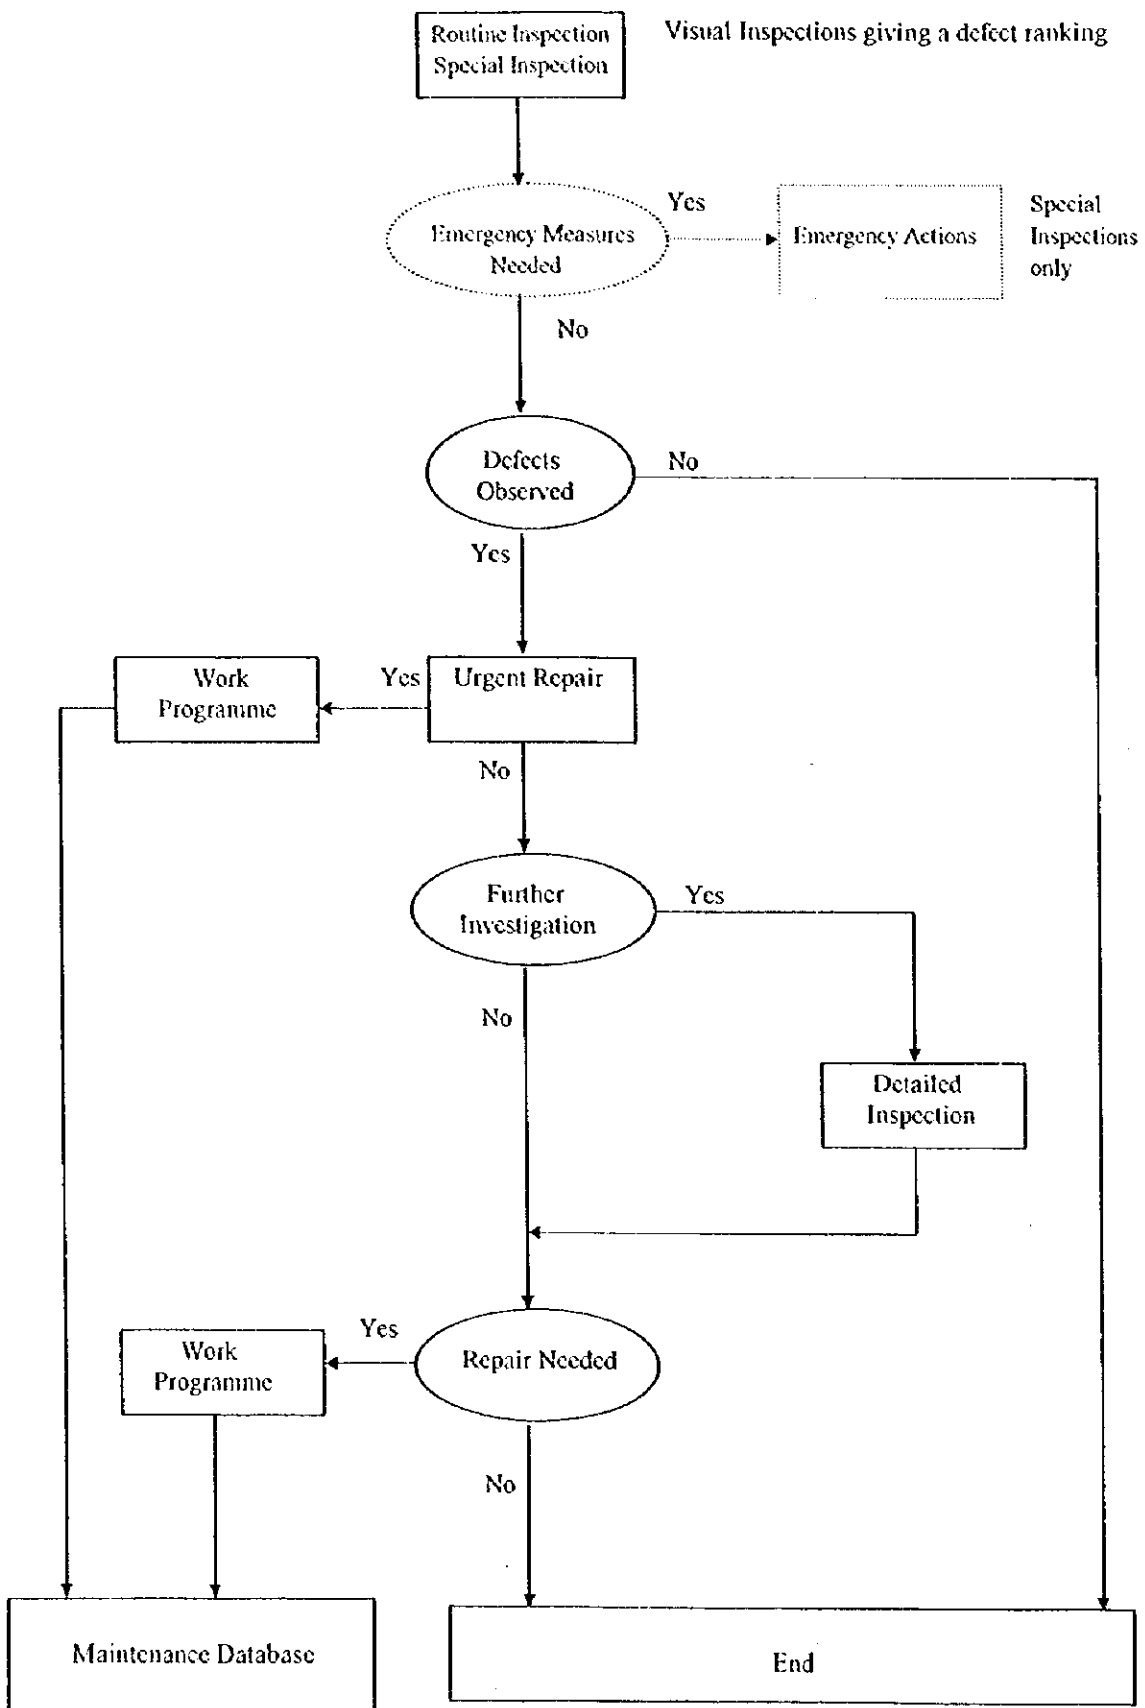 Routine Inspection
Special Inspection
Visual Inspections giving a defect ranking
Emergency Measures
Needed
Yes
Emergency Actions
Special
Inspections
only
No
Defects
Observed
No
Yes
Work
Programme
Yes
Urgent Repair
No
Further
Investigation
Yes
No
Detailed
Inspection
Work
Programme
Yes
Repair Needed
No
Maintenance Database
End